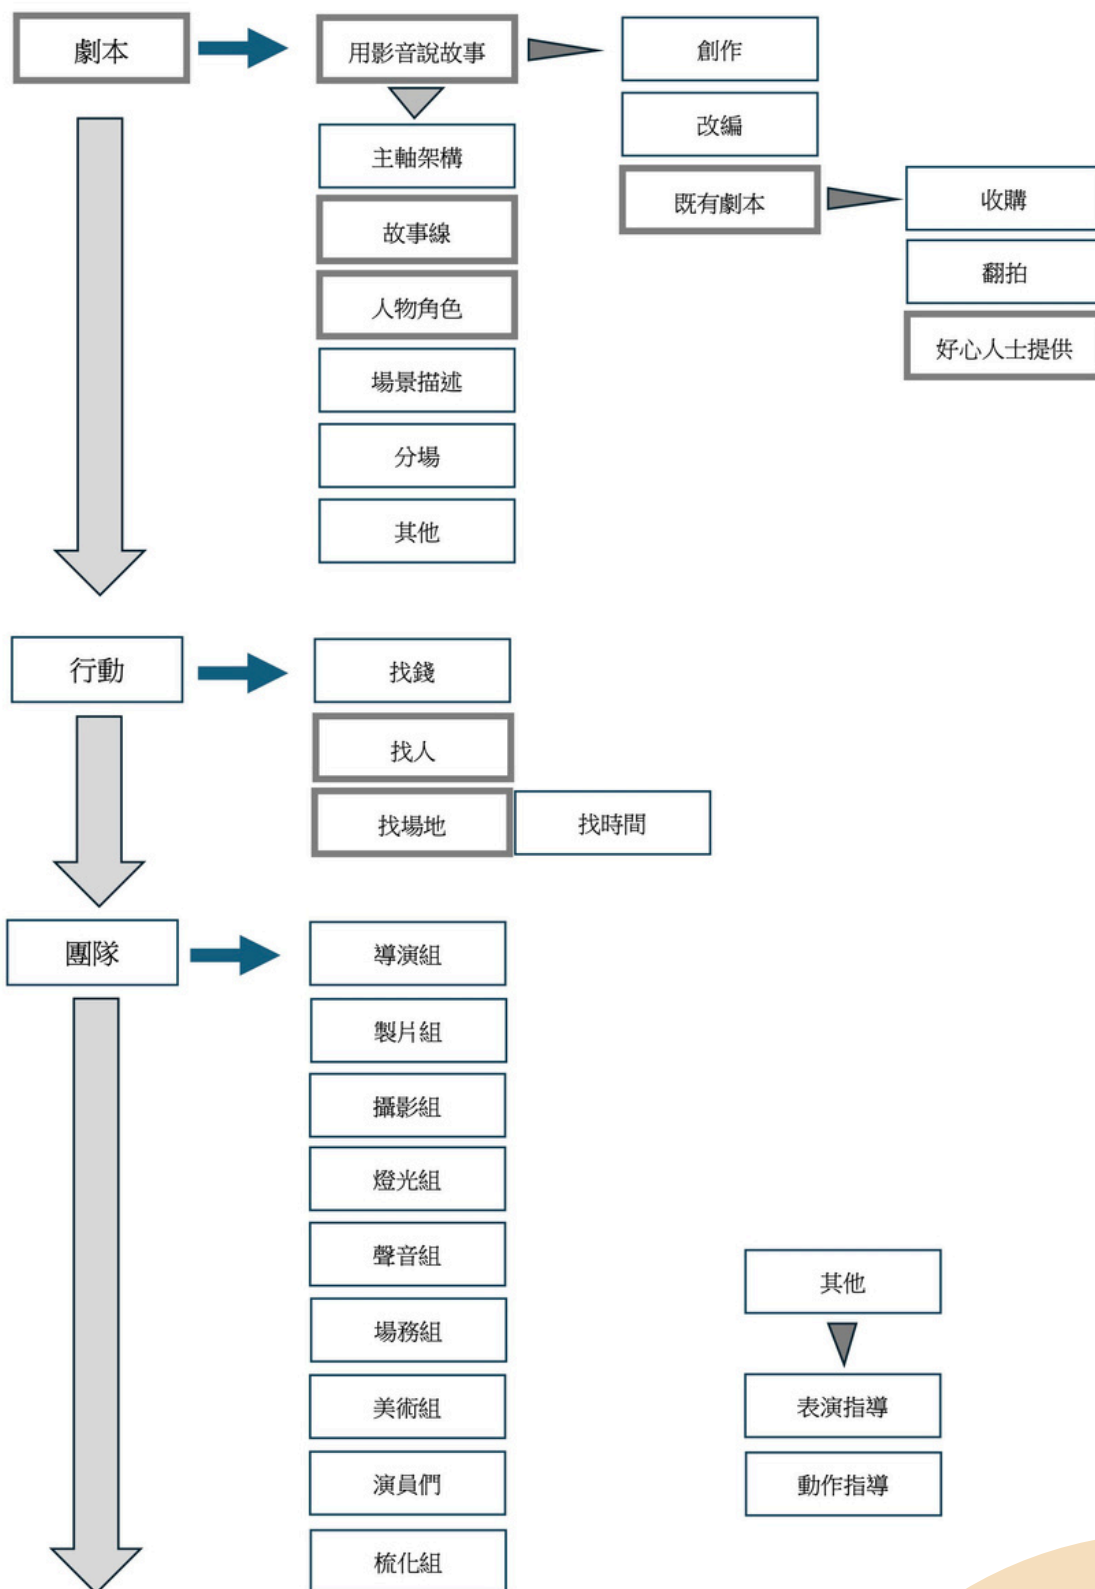 劇本
用影音說故事
創作
改編
既有劇本
收購
翻拍
好心人士提供
主軸架構
故事線
人物角色
場景描述
分場
其他
行動
找錢
找人
找場地
找時間
團隊
導演組
製片組
攝影組
燈光組
聲音組
場務組
美術組
演員們
梳化組
其他
表演指導
動作指導